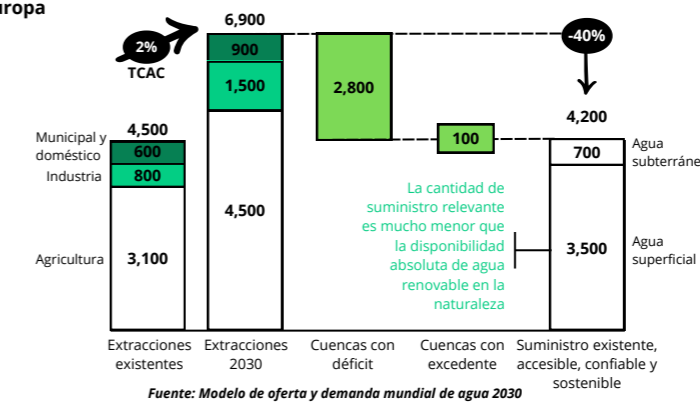 uropa
6,900
2%
TCAC
900
1,500
4,500
-40%
2,800
4,200
4,500
Municipal y
doméstico
600
Industria
800
Agricultura
3,100
100
700
Agua
subterráne
La cantidad de
suministro relevante
es mucho menor que
la disponibilidad
absoluta de agua
renovable en la
naturaleza
3,500
Agua
superficial
Extracciones
existentes
Extracciones
2030
Cuencas con
déficit
Cuencas con
excedente
Suministro existente,
accesible, confiable y
sostenible
Fuente: Modelo de oferta y demanda mundial de agua 2030